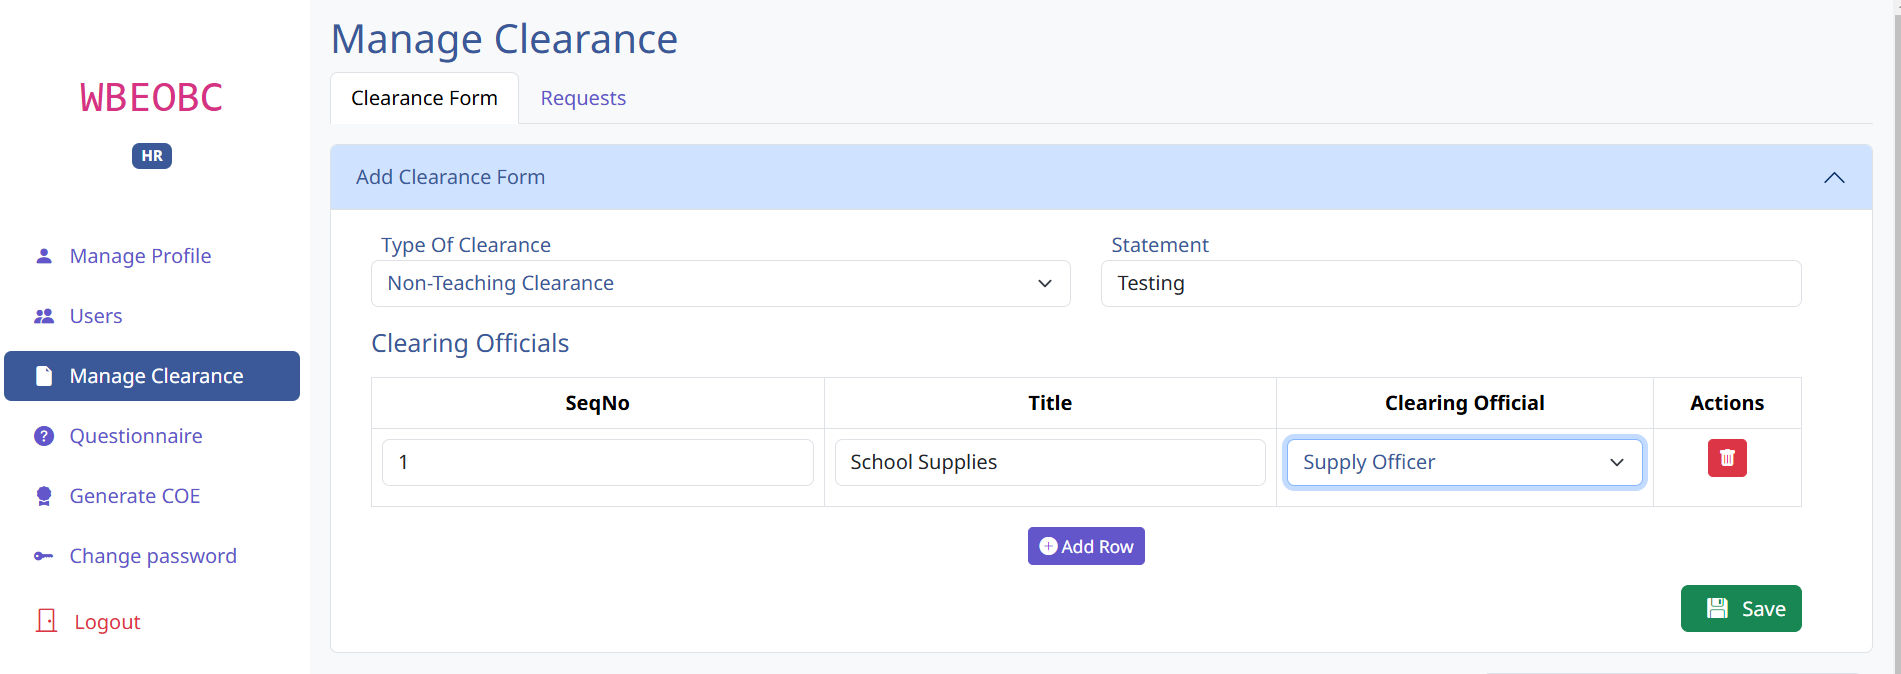 WBEOBC
HR
Manage Profile
Users
Manage Clearance
Questionnaire
Generate COE
Change password
Logout
Manage Clearance
Clearance Form
Requests
Add Clearance Form
Type Of Clearance
Statement
Non-Teaching Clearance
Testing
Clearing Officials
SeqNo Title Clearing Official Actions
1 School Supplies Supply Officer
Add Row
Save